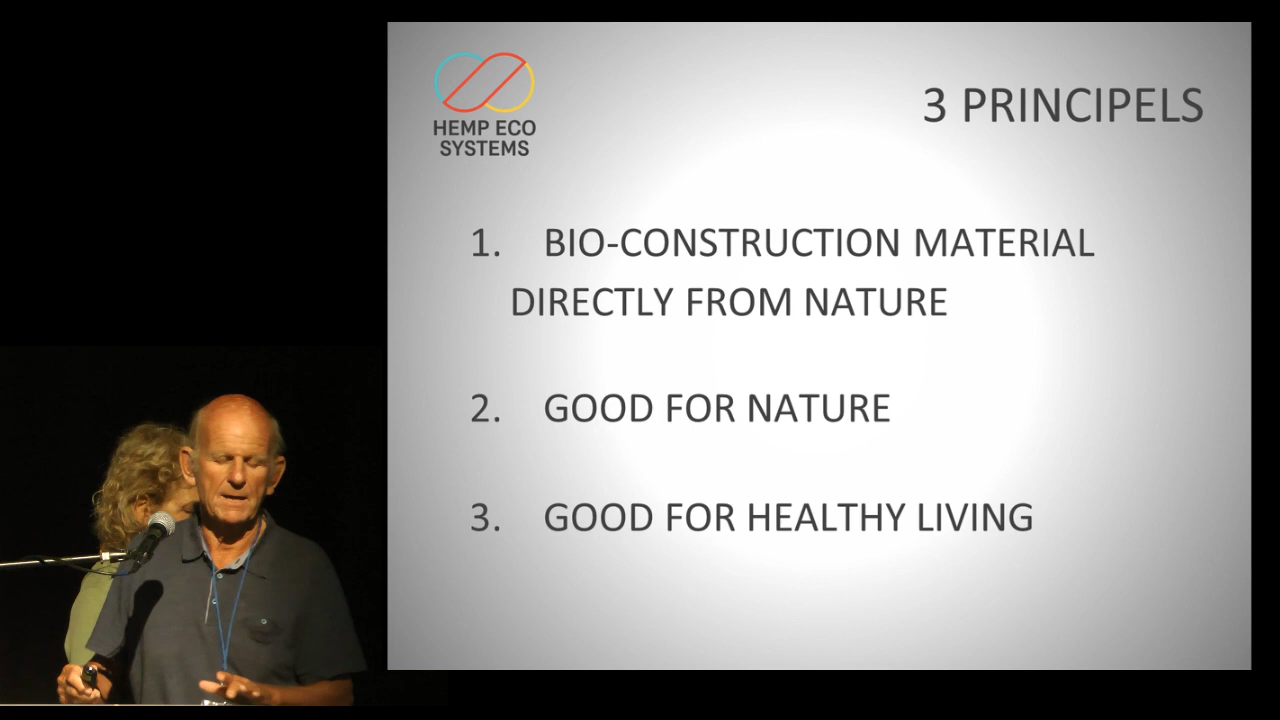 HEMP ECO
SYSTEMS
3 PRINCIPELS
1. BIO-CONSTRUCTION MATERIAL
DIRECTLY FROM NATURE
2. GOOD FOR NATURE
3. GOOD FOR HEALTHY LIVING